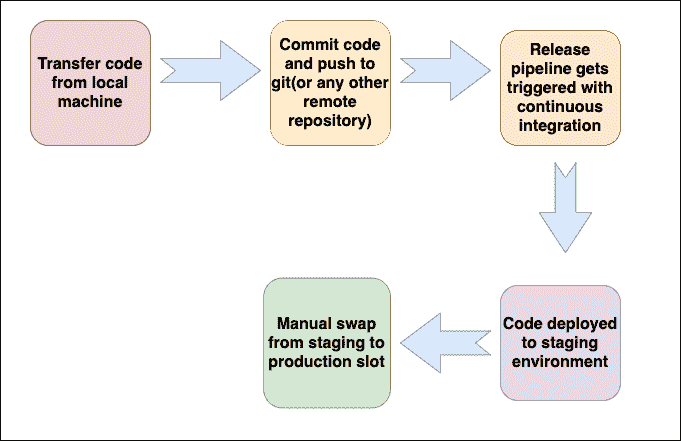 Transfer code
from local
machine
Commit code
and push to
git(or any other
remote
repository)
Release
pipeline gets
triggered with
continuous
integration
Code deployed
to staging
environment
Manual swap
from staging to
production slot